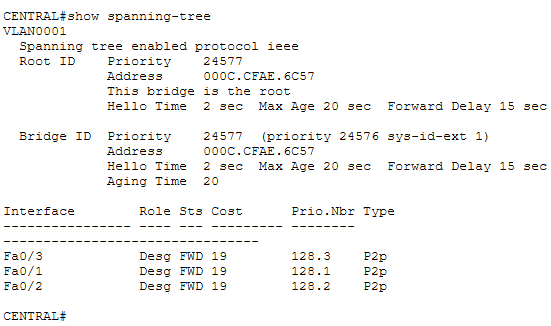 CENTRAL#show spanning-tree
VLAN0001
  Spanning tree enabled protocol ieee
  Root ID    Priority    24577
             Address     000C.CFAE.6C57
             This bridge is the root
             Hello Time  2 sec  Max Age 20 sec  Forward Delay 15 sec

  Bridge ID  Priority    24577  (priority 24576 sys-id-ext 1)
             Address     000C.CFAE.6C57
             Hello Time  2 sec  Max Age 20 sec  Forward Delay 15 sec
             Aging Time  20

Interface        Role Sts Cost      Prio.Nbr Type
---------------- ---- --- --------- --------
--------------------------------
Fa0/3            Desg FWD 19        128.3    P2p
Fa0/1            Desg FWD 19        128.1    P2p
Fa0/2            Desg FWD 19        128.2    P2p

CENTRAL#